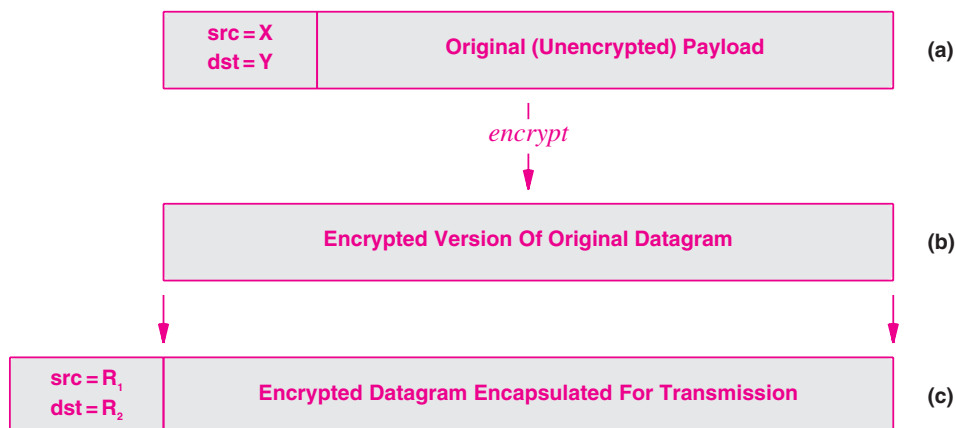 src = X
dst = Y
Original (Unencrypted) Payload
(a)
encrypt
Encrypted Version Of Original Datagram
(b)
src = R₁
dst = R₂
Encrypted Datagram Encapsulated For Transmission
(c)